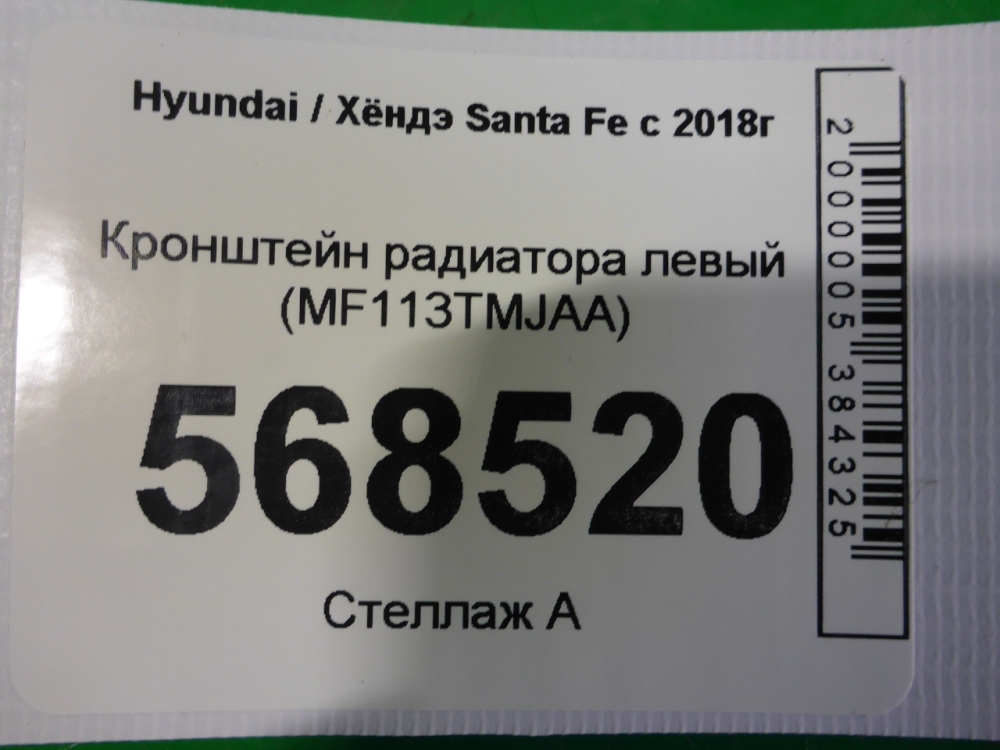 Hyundai / Хёндэ Santa Fe с 2018г
Кронштейн радиатора левый
(MF113TMJAA)
568520
Стеллаж А
2000005384325